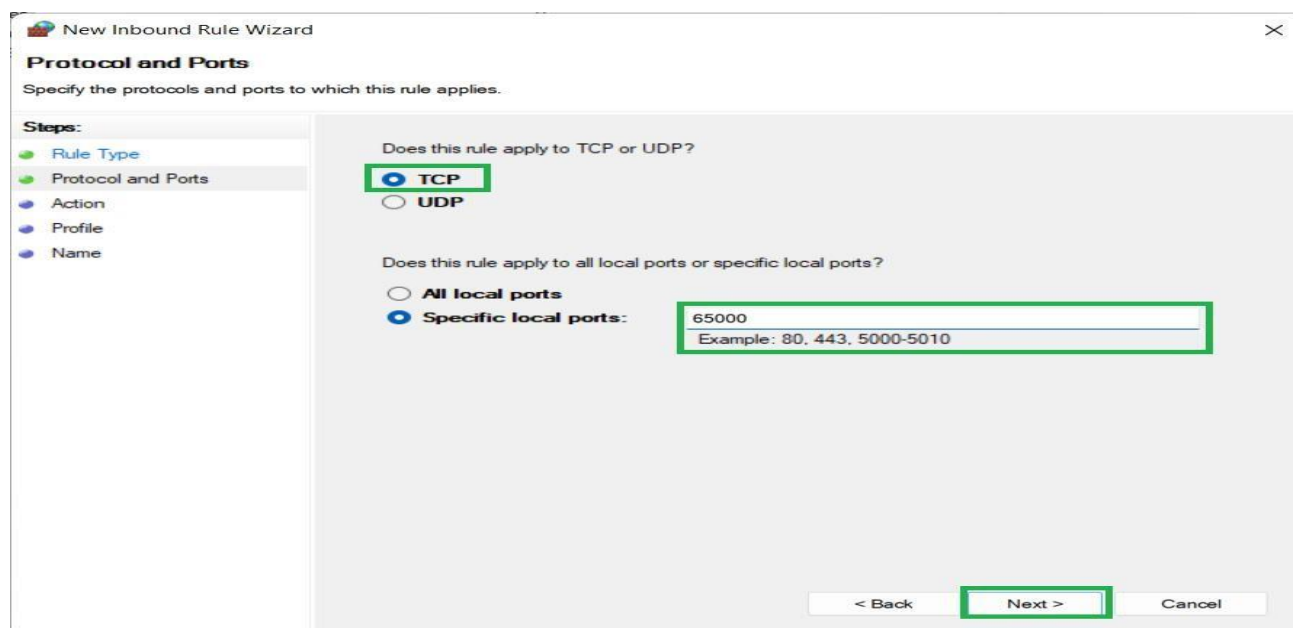 New Inbound Rule Wizard
Protocol and Ports
Specify the protocols and ports to which this rule applies.
Steps:
Rule Type
Protocol and Ports
Action
Profile
Name
Does this rule apply to TCP or UDP?
TCP
UDP
Does this rule apply to all local ports or specific local ports?
All local ports
Specific local ports: 65000
Example: 80, 443, 5000-5010
< Back Next > Cancel